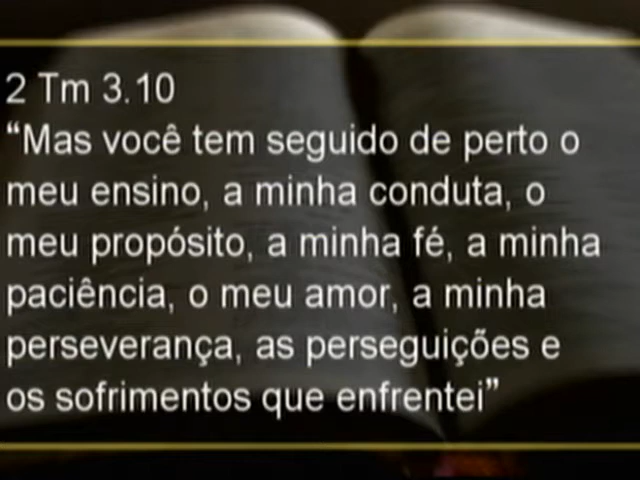 2 Tm 3.10
“Mas você tem seguido de perto o
meu ensino, a minha conduta, o
meu propósito, a minha fé, a minha
paciência, o meu amor, a minha
perseverança, as perseguições e
os sofrimentos que enfrentei”